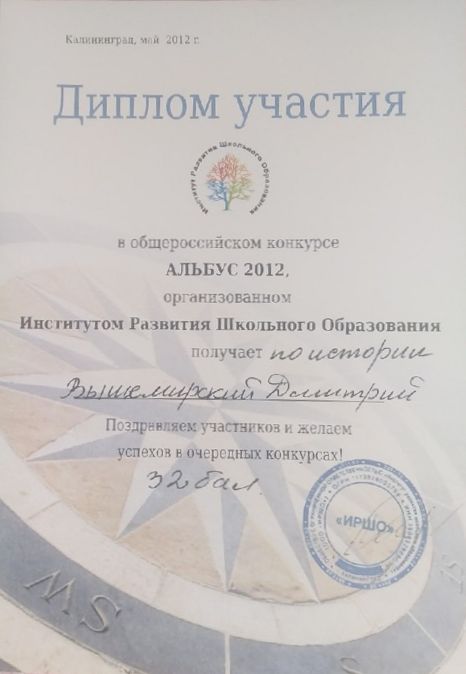 Калининград, май 2012 г.
Диплом участия
Институт Развития Школьного Образования
в общероссийском конкурсе
АЛЬБУС 2012,
организованном
Институтом Развития Школьного Образования
получает по истории
Вышемирский Дмитрий
Поздравляем участников и желаем
успехов в очередных конкурсах!
32 бал.
«ИРШО»
SW
S